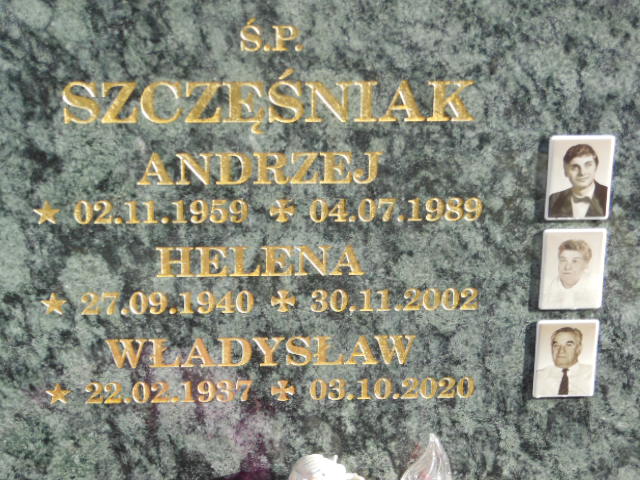 Ś.P.
SZCZĘŚNIAK
ANDRZEJ
★ 02.11.1959 ✠ 04.07.1989
HELENA
★ 27.09.1940 ✠ 30.11.2002
WŁADYSŁAW
★ 22.02.1937 ✠ 03.10.2020